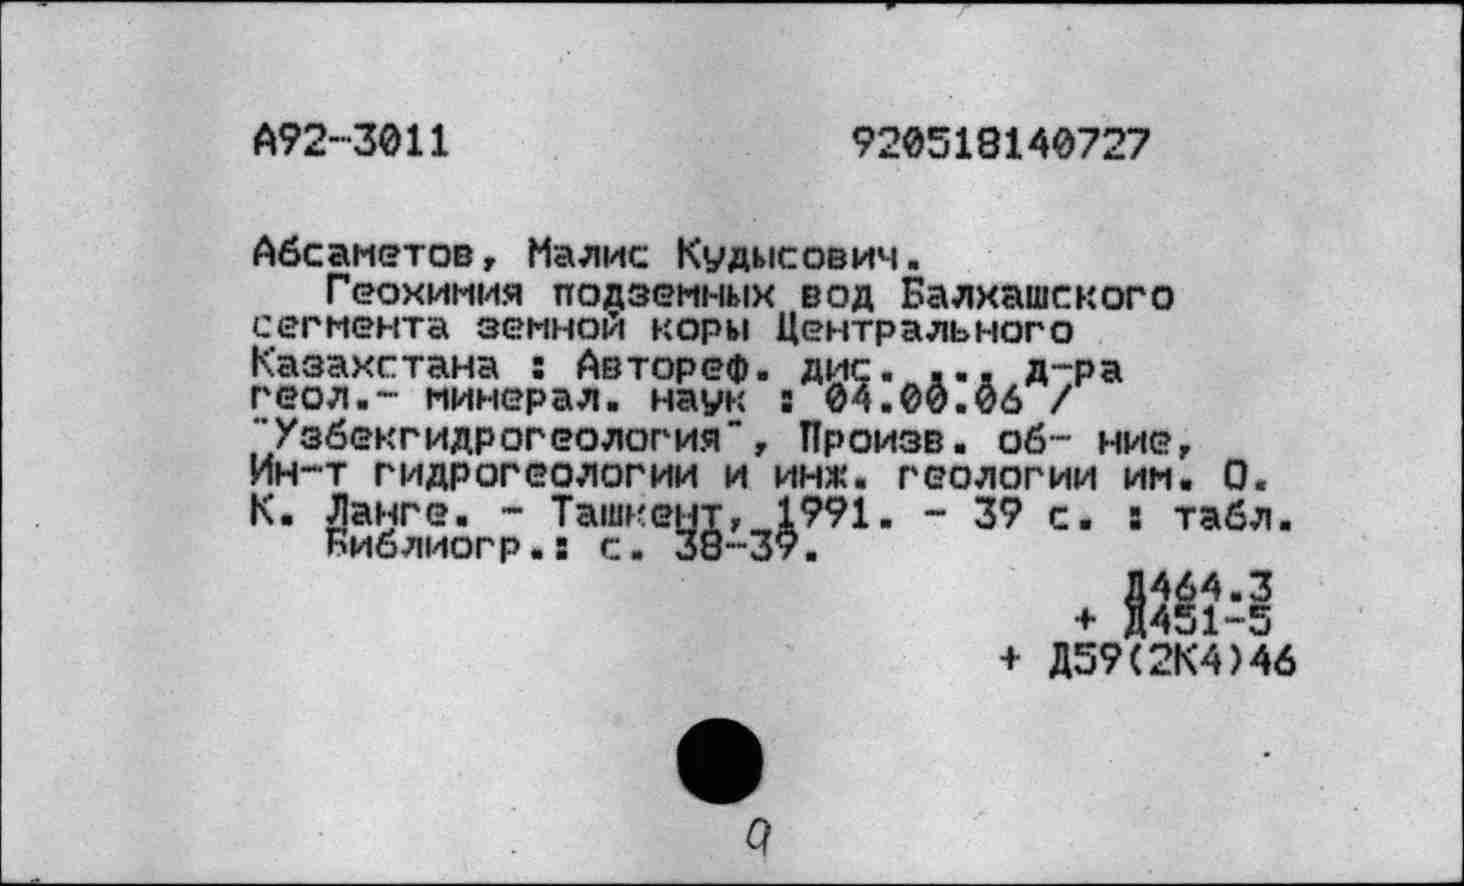 А92-3011 920518140727
Абсаметов, Малис Кудысович.
Геохимия подземных вод Балхашского
сегмента земной коры Центрального
Казахстана : Автореф. дис. ... д-ра
геол.- минерал. наук : 04.00.06 /
"Узбекгидрогеология", Произв. об- ние,
Ин-т гидрогеологии и инж. геологии им. О.
К. Ланге. - Ташкент, 1991. - 39 с. : табл.
Библиогр.: с. 38-39.
Д464.3
+ Д451-5
+ Д59(2К4)46
9